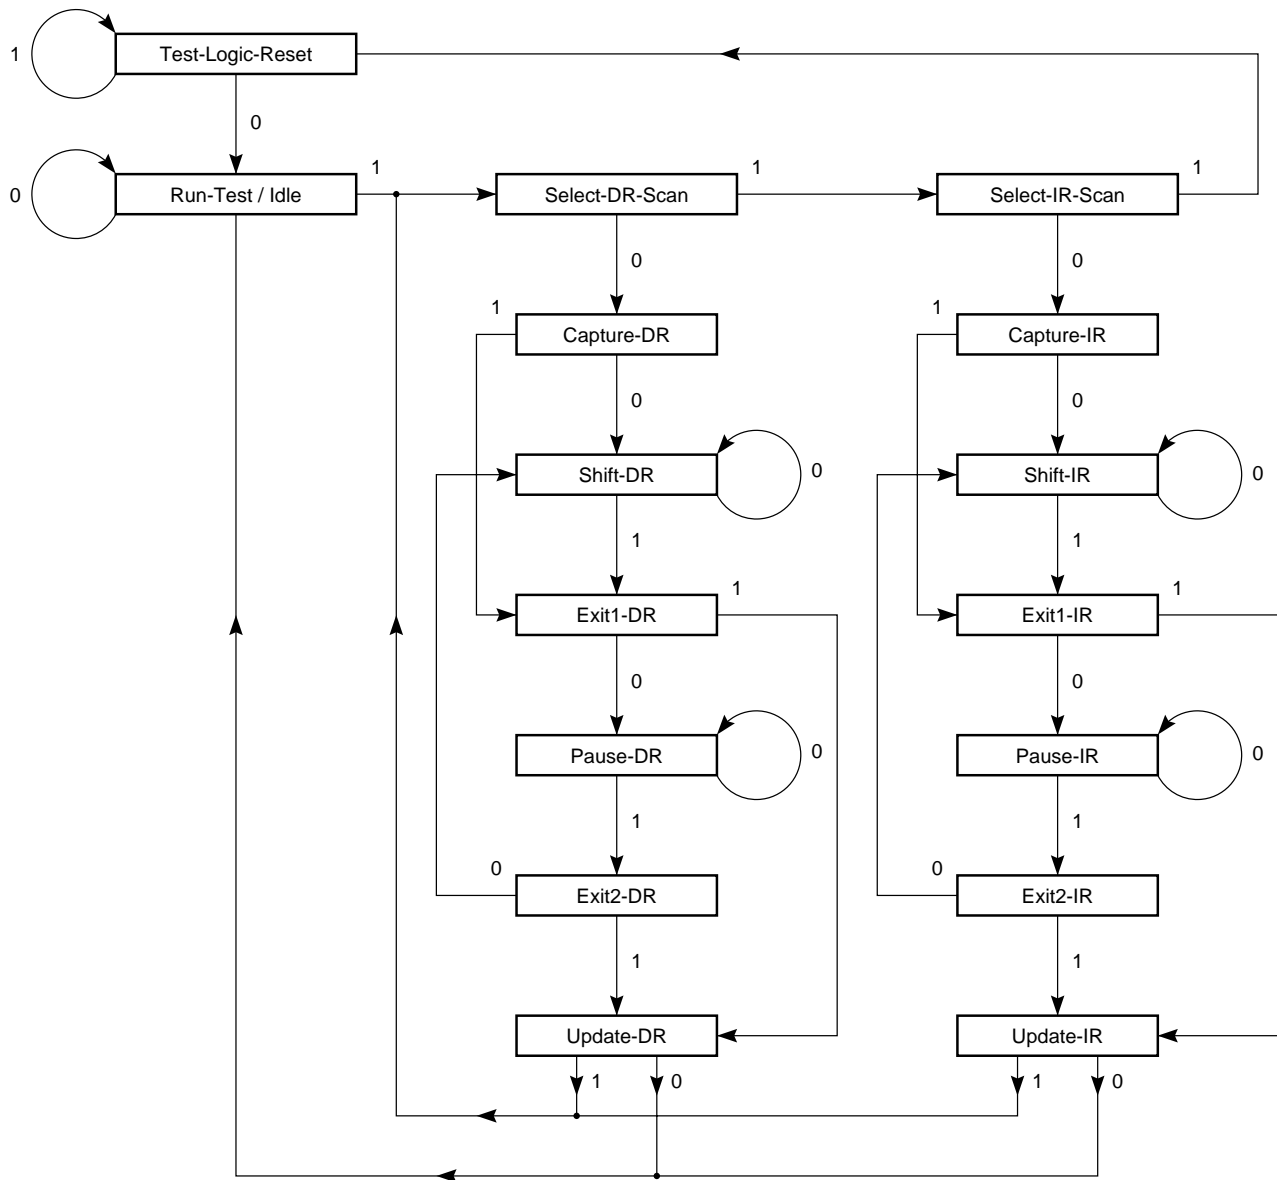 1
Test-Logic-Reset
0
0
Run-Test / Idle
1
Select-DR-Scan
1
Select-IR-Scan
1
0
0
1
Capture-DR
1
Capture-IR
0
0
Shift-DR
0
Shift-IR
0
1
1
Exit1-DR
1
Exit1-IR
1
0
0
Pause-DR
0
Pause-IR
0
1
1
0
Exit2-DR
0
Exit2-IR
1
1
Update-DR
Update-IR
1
0
1
0